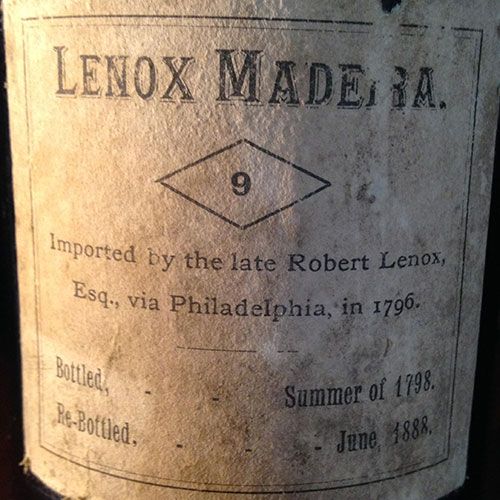 LENOX MADEIRA.
9
Imported by the late Robert Lenox,
Esq., via Philadelphia, in 1796.
Bottled, - - Summer of 1798.
Re-Bottled, - - - June, 1888.